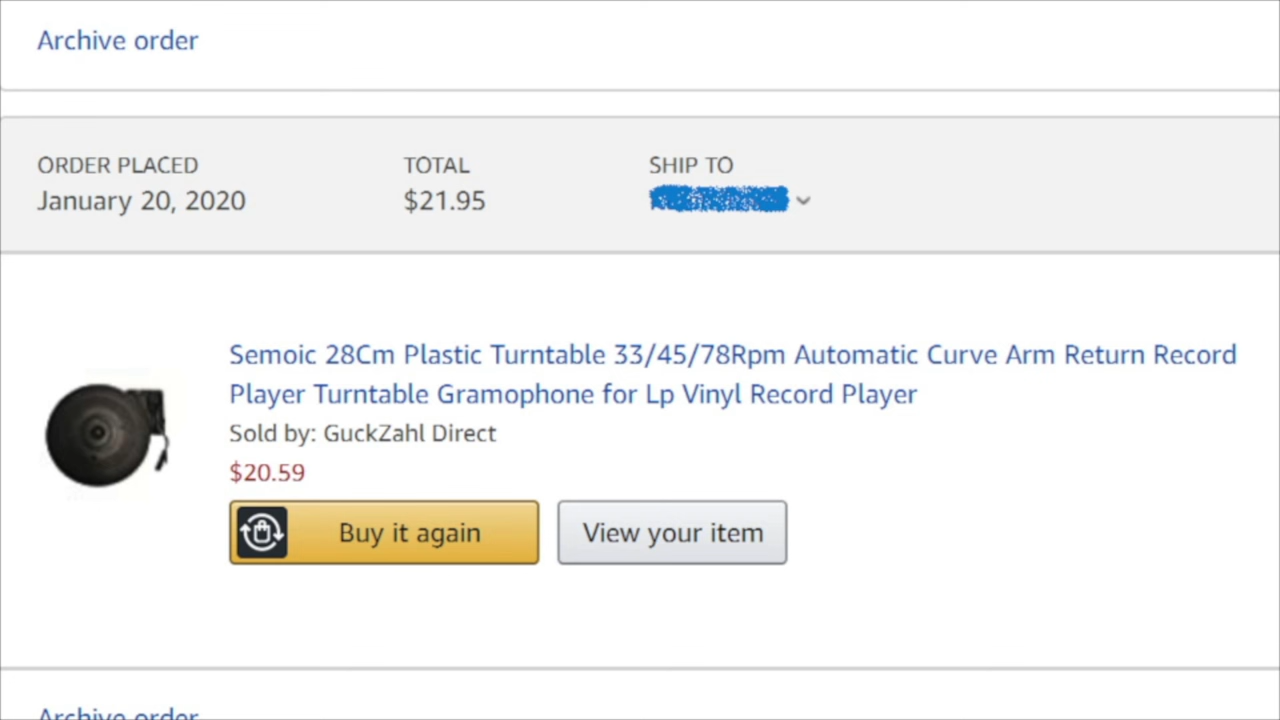 Archive order
ORDER PLACED
January 20, 2020
TOTAL
$21.95
SHIP TO
Semoic 28Cm Plastic Turntable 33/45/78Rpm Automatic Curve Arm Return Record
Player Turntable Gramophone for Lp Vinyl Record Player
Sold by: GuckZahl Direct
$20.59
Buy it again
View your item
Archive order